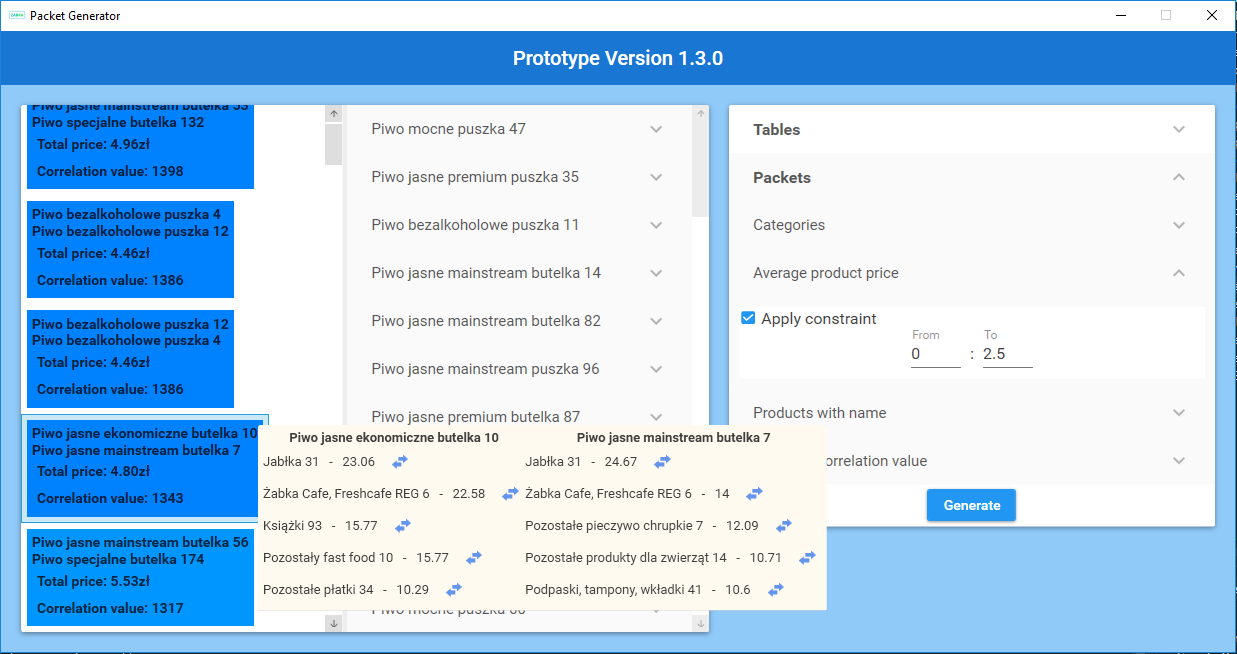 Packet Generator
Prototype Version 1.3.0
Piwo jasne mainstream butelka 53
Piwo specjalne butelka 132
Total price: 4.96zł
Correlation value: 1398
Piwo bezalkoholowe puszka 4
Piwo bezalkoholowe puszka 12
Total price: 4.46zł
Correlation value: 1386
Piwo bezalkoholowe puszka 12
Piwo bezalkoholowe puszka 4
Total price: 4.46zł
Correlation value: 1386
Piwo jasne ekonomiczne butelka 10
Piwo jasne mainstream butelka 7
Total price: 4.80zł
Correlation value: 1343
Piwo jasne mainstream butelka 56
Piwo specjalne butelka 174
Total price: 5.53zł
Correlation value: 1317
Piwo mocne puszka 47
Piwo jasne premium puszka 35
Piwo bezalkoholowe puszka 11
Piwo jasne mainstream butelka 14
Piwo jasne mainstream butelka 82
Piwo jasne mainstream puszka 96
Piwo jasne premium butelka 87
Piwo jasne ekonomiczne butelka 10 Piwo jasne mainstream butelka 7
Jabłka 31 - 23.06 Jabłka 31 - 24.67
Żabka Cafe, Freshcafe REG 6 - 22.58 Żabka Cafe, Freshcafe REG 6 - 14
Książki 93 - 15.77 Pozostałe pieczywo chrupkie 7 - 12.09
Pozostały fast food 10 - 15.77 Pozostałe produkty dla zwierząt 14 - 10.71
Pozostałe płatki 34 - 10.29 Podpaski, tampony, wkładki 41 - 10.6
Piwo mocne puszka
Tables
Packets
Categories
Average product price
Apply constraint
From To
0 : 2.5
Products with name
orrelation value
Generate